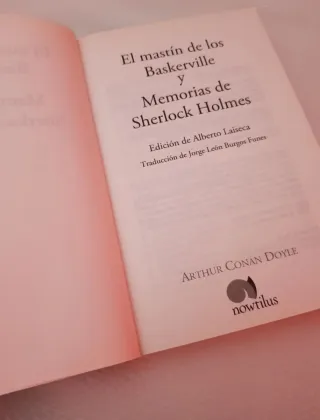 El mastín de los
Baskerville
y
Memorias de
Sherlock Holmes
Edición de Alberto Laiseca
Traducción de Jorge León Burgos Funes
ARTHUR CONAN DOYLE
nowtilus